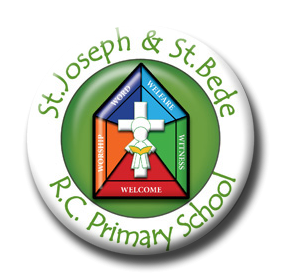 St.Joseph & St.Bede
WORD
WELFARE
WORSHIP
WITNESS
WELCOME
R.C. Primary School